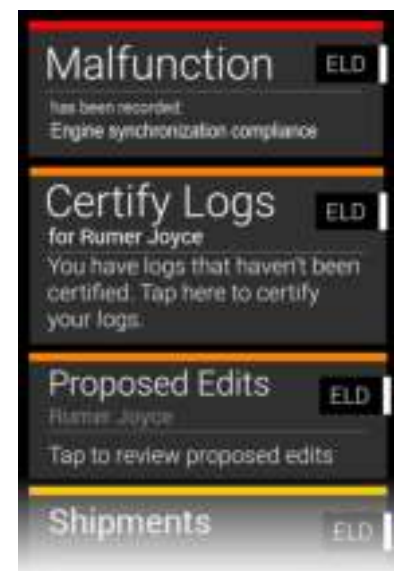 Malfunction
ELD
has been recorded:
Engine synchronization compliance
Certify Logs
ELD
for Rumer Joyce
You have logs that haven't been
certified. Tap here to certify
your logs.
Proposed Edits
ELD
Rumer Joyce
Tap to review proposed edits
Shipments
ELD